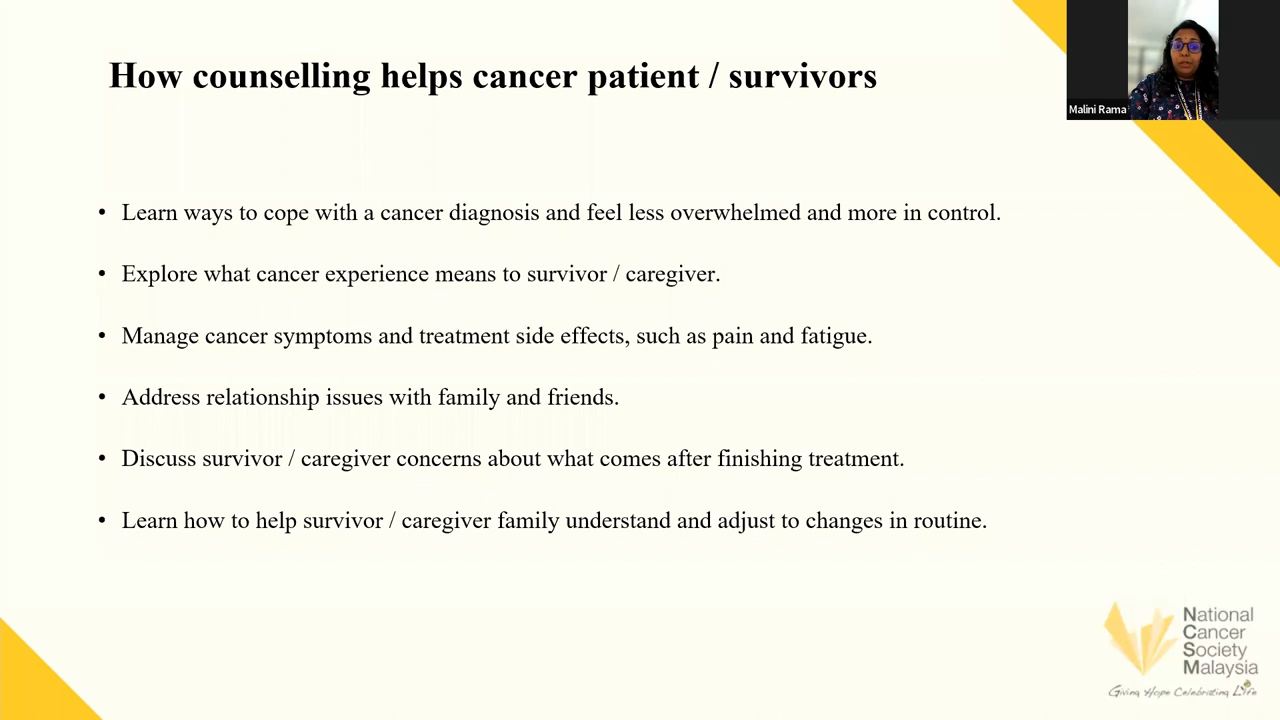 How counselling helps cancer patient / survivors
Malini Rama
• Learn ways to cope with a cancer diagnosis and feel less overwhelmed and more in control.
• Explore what cancer experience means to survivor / caregiver.
• Manage cancer symptoms and treatment side effects, such as pain and fatigue.
• Address relationship issues with family and friends.
• Discuss survivor / caregiver concerns about what comes after finishing treatment.
• Learn how to help survivor / caregiver family understand and adjust to changes in routine.
National
Cancer
Society
Malaysia
Giving Hope Celebrating Life